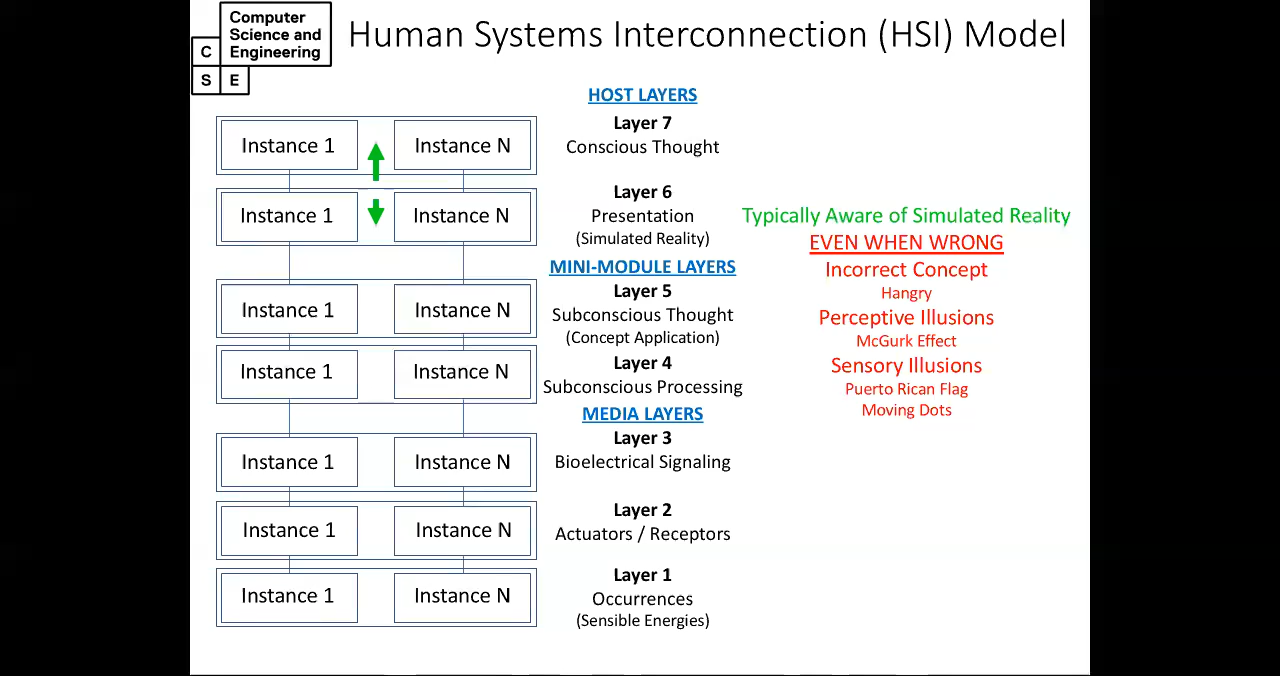 Computer
Science and
Engineering
C
S E
Human Systems Interconnection (HSI) Model
HOST LAYERS
Instance 1 Instance N
Layer 7
Conscious Thought
Instance 1 Instance N
Layer 6
Presentation
(Simulated Reality)
Typically Aware of Simulated Reality
EVEN WHEN WRONG
Incorrect Concept
Hangry
Perceptive Illusions
McGurk Effect
Sensory Illusions
Puerto Rican Flag
Moving Dots
MINI-MODULE LAYERS
Instance 1 Instance N
Layer 5
Subconscious Thought
(Concept Application)
Instance 1 Instance N
Layer 4
Subconscious Processing
MEDIA LAYERS
Instance 1 Instance N
Layer 3
Bioelectrical Signaling
Instance 1 Instance N
Layer 2
Actuators / Receptors
Instance 1 Instance N
Layer 1
Occurrences
(Sensible Energies)